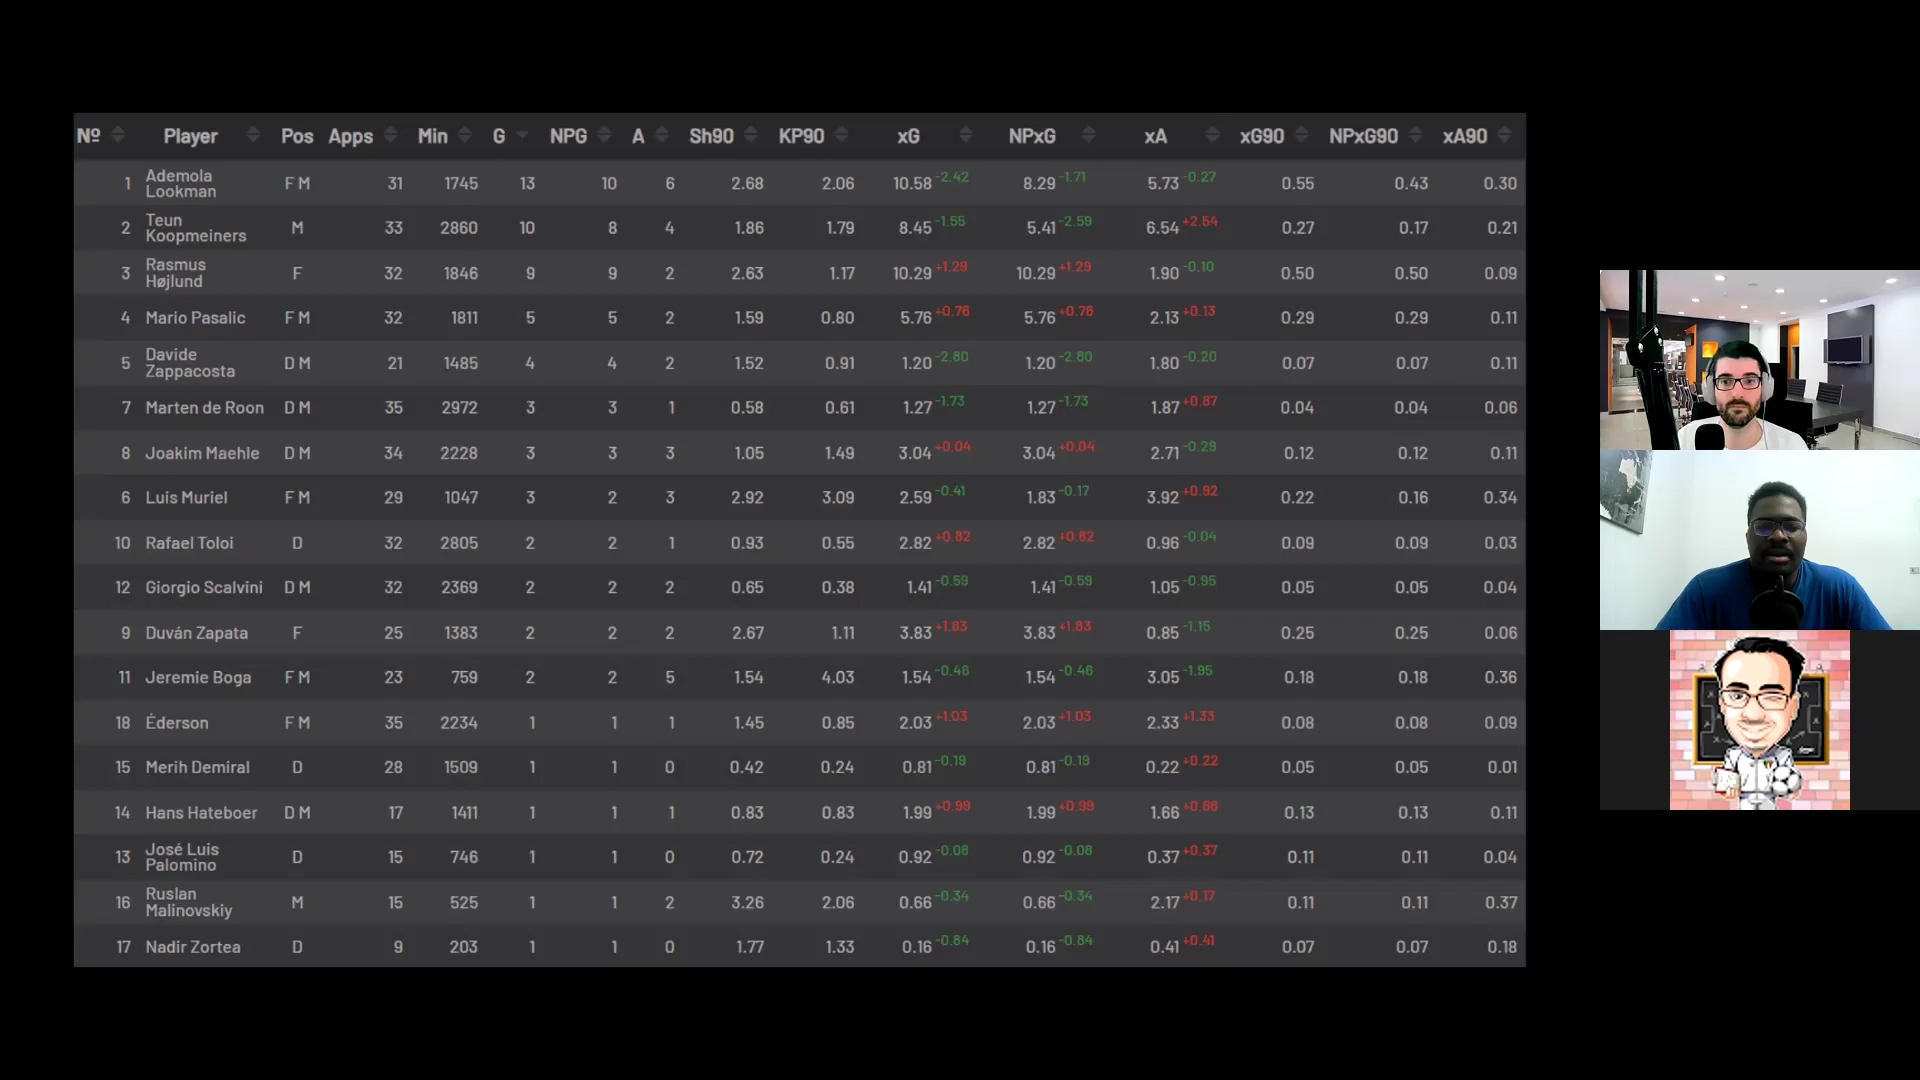 Nº Player Pos Apps Min G NPG A Sh90 KP90 xG NPxG xA xG90 NPxG90 xA90
1 Ademola Lookman F M 31 1745 13 10 6 2.68 2.06 10.58 -2.42 8.29 -1.71 5.73 -0.27 0.55 0.43 0.30
2 Teun Koopmeiners M 33 2860 10 8 4 1.86 1.79 8.45 -1.55 5.41 -2.59 6.54 +2.54 0.27 0.17 0.21
3 Rasmus Højlund F 32 1846 9 9 2 2.63 1.17 10.29 +1.29 10.29 +1.29 1.90 -0.10 0.50 0.50 0.09
4 Mario Pasalic F M 32 1811 5 5 2 1.59 0.80 5.76 +0.76 5.76 +0.76 2.13 +0.13 0.29 0.29 0.11
5 Davide Zappacosta D M 21 1485 4 4 2 1.52 0.91 1.20 -2.80 1.20 -2.80 1.80 -0.20 0.07 0.07 0.11
7 Marten de Roon D M 35 2972 3 3 1 0.58 0.61 1.27 -1.73 1.27 -1.73 1.87 +0.87 0.04 0.04 0.06
8 Joakim Maehle D M 34 2228 3 3 3 1.05 1.49 3.04 +0.04 3.04 +0.04 2.71 -0.29 0.12 0.12 0.11
6 Luis Muriel F M 29 1047 3 2 3 2.92 3.09 2.59 -0.41 1.83 -0.17 3.92 +0.92 0.22 0.16 0.34
10 Rafael Toloi D 32 2805 2 2 1 0.93 0.55 2.82 +0.82 2.82 +0.82 0.96 -0.04 0.09 0.09 0.03
12 Giorgio Scalvini D M 32 2369 2 2 2 0.65 0.38 1.41 -0.59 1.41 -0.59 1.05 -0.95 0.05 0.05 0.04
9 Duván Zapata F 25 1383 2 2 2 2.67 1.11 3.83 +1.83 3.83 +1.83 0.85 -1.15 0.25 0.25 0.06
11 Jeremie Boga F M 23 759 2 2 5 1.54 4.03 1.54 -0.46 1.54 -0.46 3.05 -1.95 0.18 0.18 0.36
18 Éderson F M 35 2234 1 1 1 1.45 0.85 2.03 +1.03 2.03 +1.03 2.33 +1.33 0.08 0.08 0.09
15 Merih Demiral D 28 1509 1 1 0 0.42 0.24 0.81 -0.19 0.81 -0.19 0.22 +0.22 0.05 0.05 0.01
14 Hans Hateboer D M 17 1411 1 1 1 0.83 0.83 1.99 +0.99 1.99 +0.99 1.66 +0.66 0.13 0.13 0.11
13 José Luis Palomino D 15 746 1 1 0 0.72 0.24 0.92 -0.08 0.92 -0.08 0.37 +0.37 0.11 0.11 0.04
16 Ruslan Malinovskiy M 15 525 1 1 2 3.26 2.06 0.66 -0.34 0.66 -0.34 2.17 +0.17 0.11 0.11 0.37
17 Nadir Zortea D 9 203 1 1 0 1.77 1.33 0.16 -0.84 0.16 -0.84 0.41 +0.41 0.07 0.07 0.18